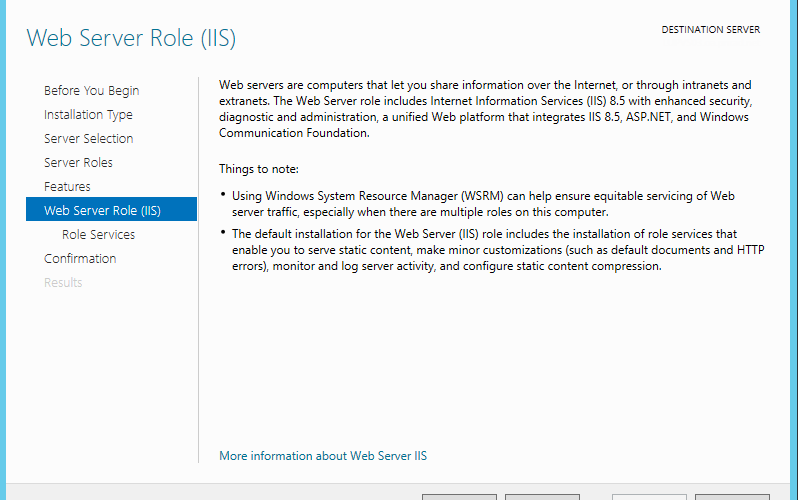 Web Server Role (IIS)
DESTINATION SERVER
Before You Begin
Installation Type
Server Selection
Server Roles
Features
Web Server Role (IIS)
Role Services
Confirmation
Results
Web servers are computers that let you share information over the Internet, or through intranets and
extranets. The Web Server role includes Internet Information Services (IIS) 8.5 with enhanced security,
diagnostic and administration, a unified Web platform that integrates IIS 8.5, ASP.NET, and Windows
Communication Foundation.
Things to note:
• Using Windows System Resource Manager (WSRM) can help ensure equitable servicing of Web
server traffic, especially when there are multiple roles on this computer.
• The default installation for the Web Server (IIS) role includes the installation of role services that
enable you to serve static content, make minor customizations (such as default documents and HTTP
errors), monitor and log server activity, and configure static content compression.
More information about Web Server IIS